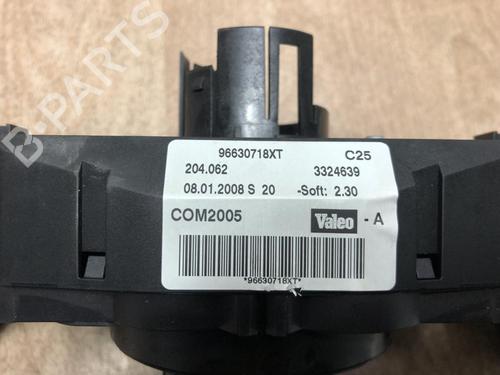 B-PARTS
96630718XT C25
204.062 3324639
08.01.2008 S 20 -Soft: 2.30
COM2005 Valeo - A
*96630718XT*